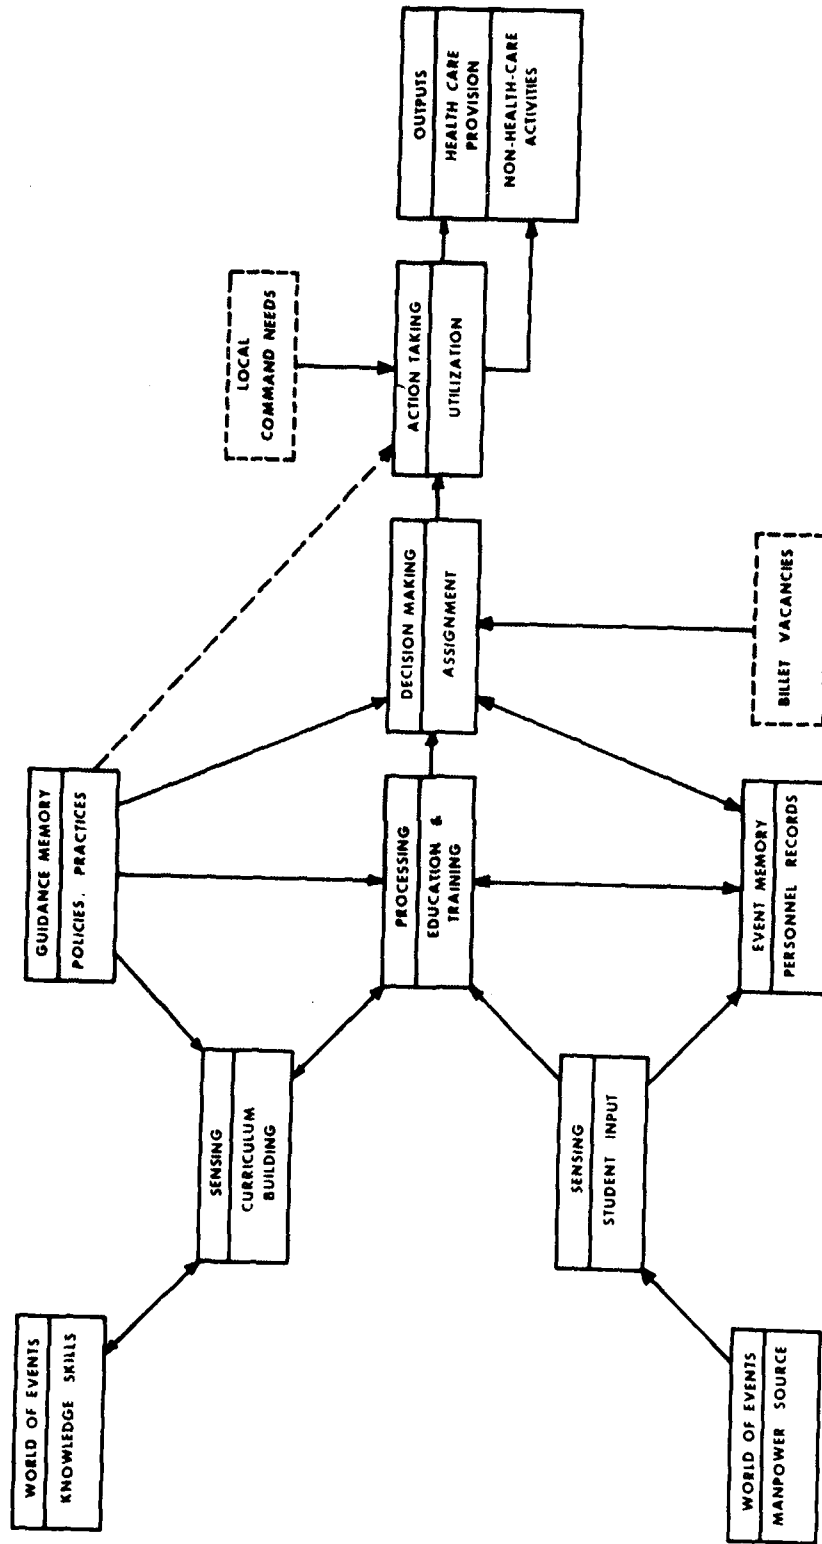 WORLD OF EVENTS
KNOWLEDGE SKILLS
SENSING
CURRICULUM
BUILDING
GUIDANCE MEMORY
POLICIES, PRACTICES
LOCAL
COMMAND NEEDS
WORLD OF EVENTS
MANPOWER SOURCE
SENSING
STUDENT INPUT
PROCESSING
EDUCATION &
TRAINING
DECISION MAKING
ASSIGNMENT
ACTION TAKING
UTILIZATION
OUTPUTS
HEALTH CARE
PROVISION
NON-HEALTH-CARE
ACTIVITIES
EVENT MEMORY
PERSONNEL RECORDS
BILLET VACANCIES